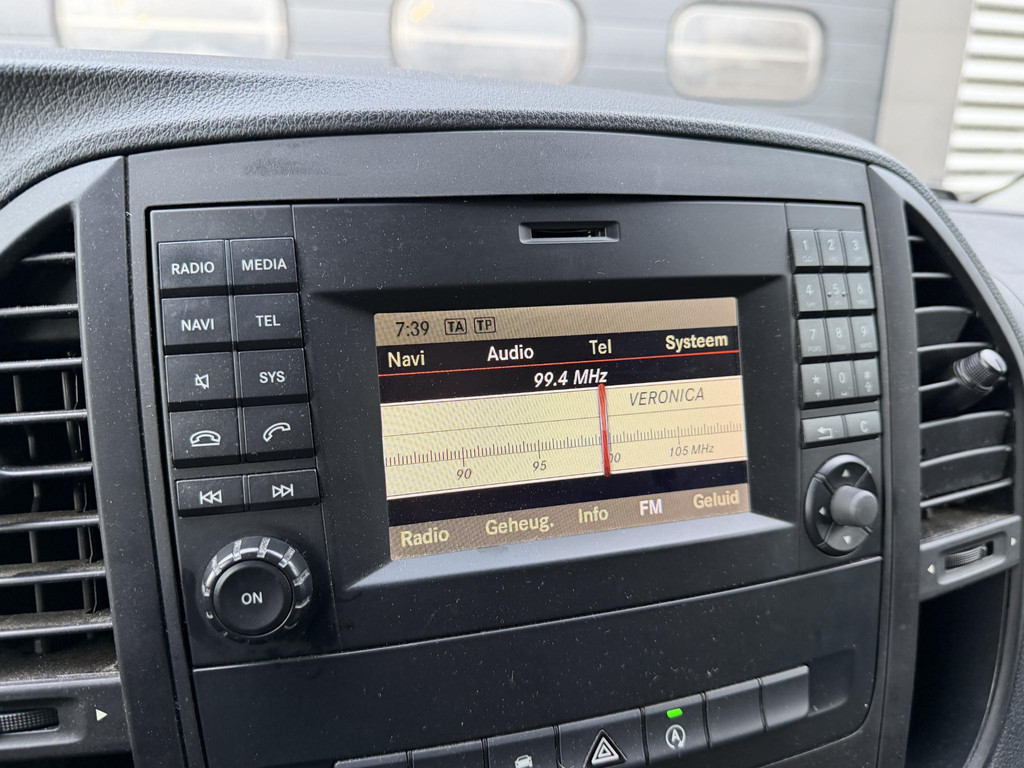 RADIO MEDIA
NAVI TEL
SYS
ON
7:39 TA TP
Navi Audio Tel Systeem
99.4 MHz
VERONICA
90 95 00 105 MHz
Radio Geheug. Info FM Geluid
1 2 3
4 5 6
7 8 9
* 0 #
C
A